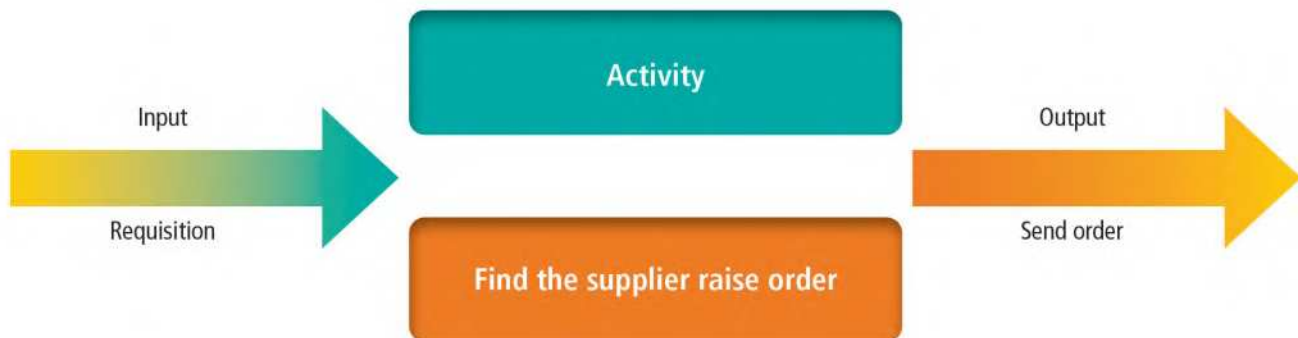 Activity
Input
Output
Requisition
Send order
Find the supplier raise order